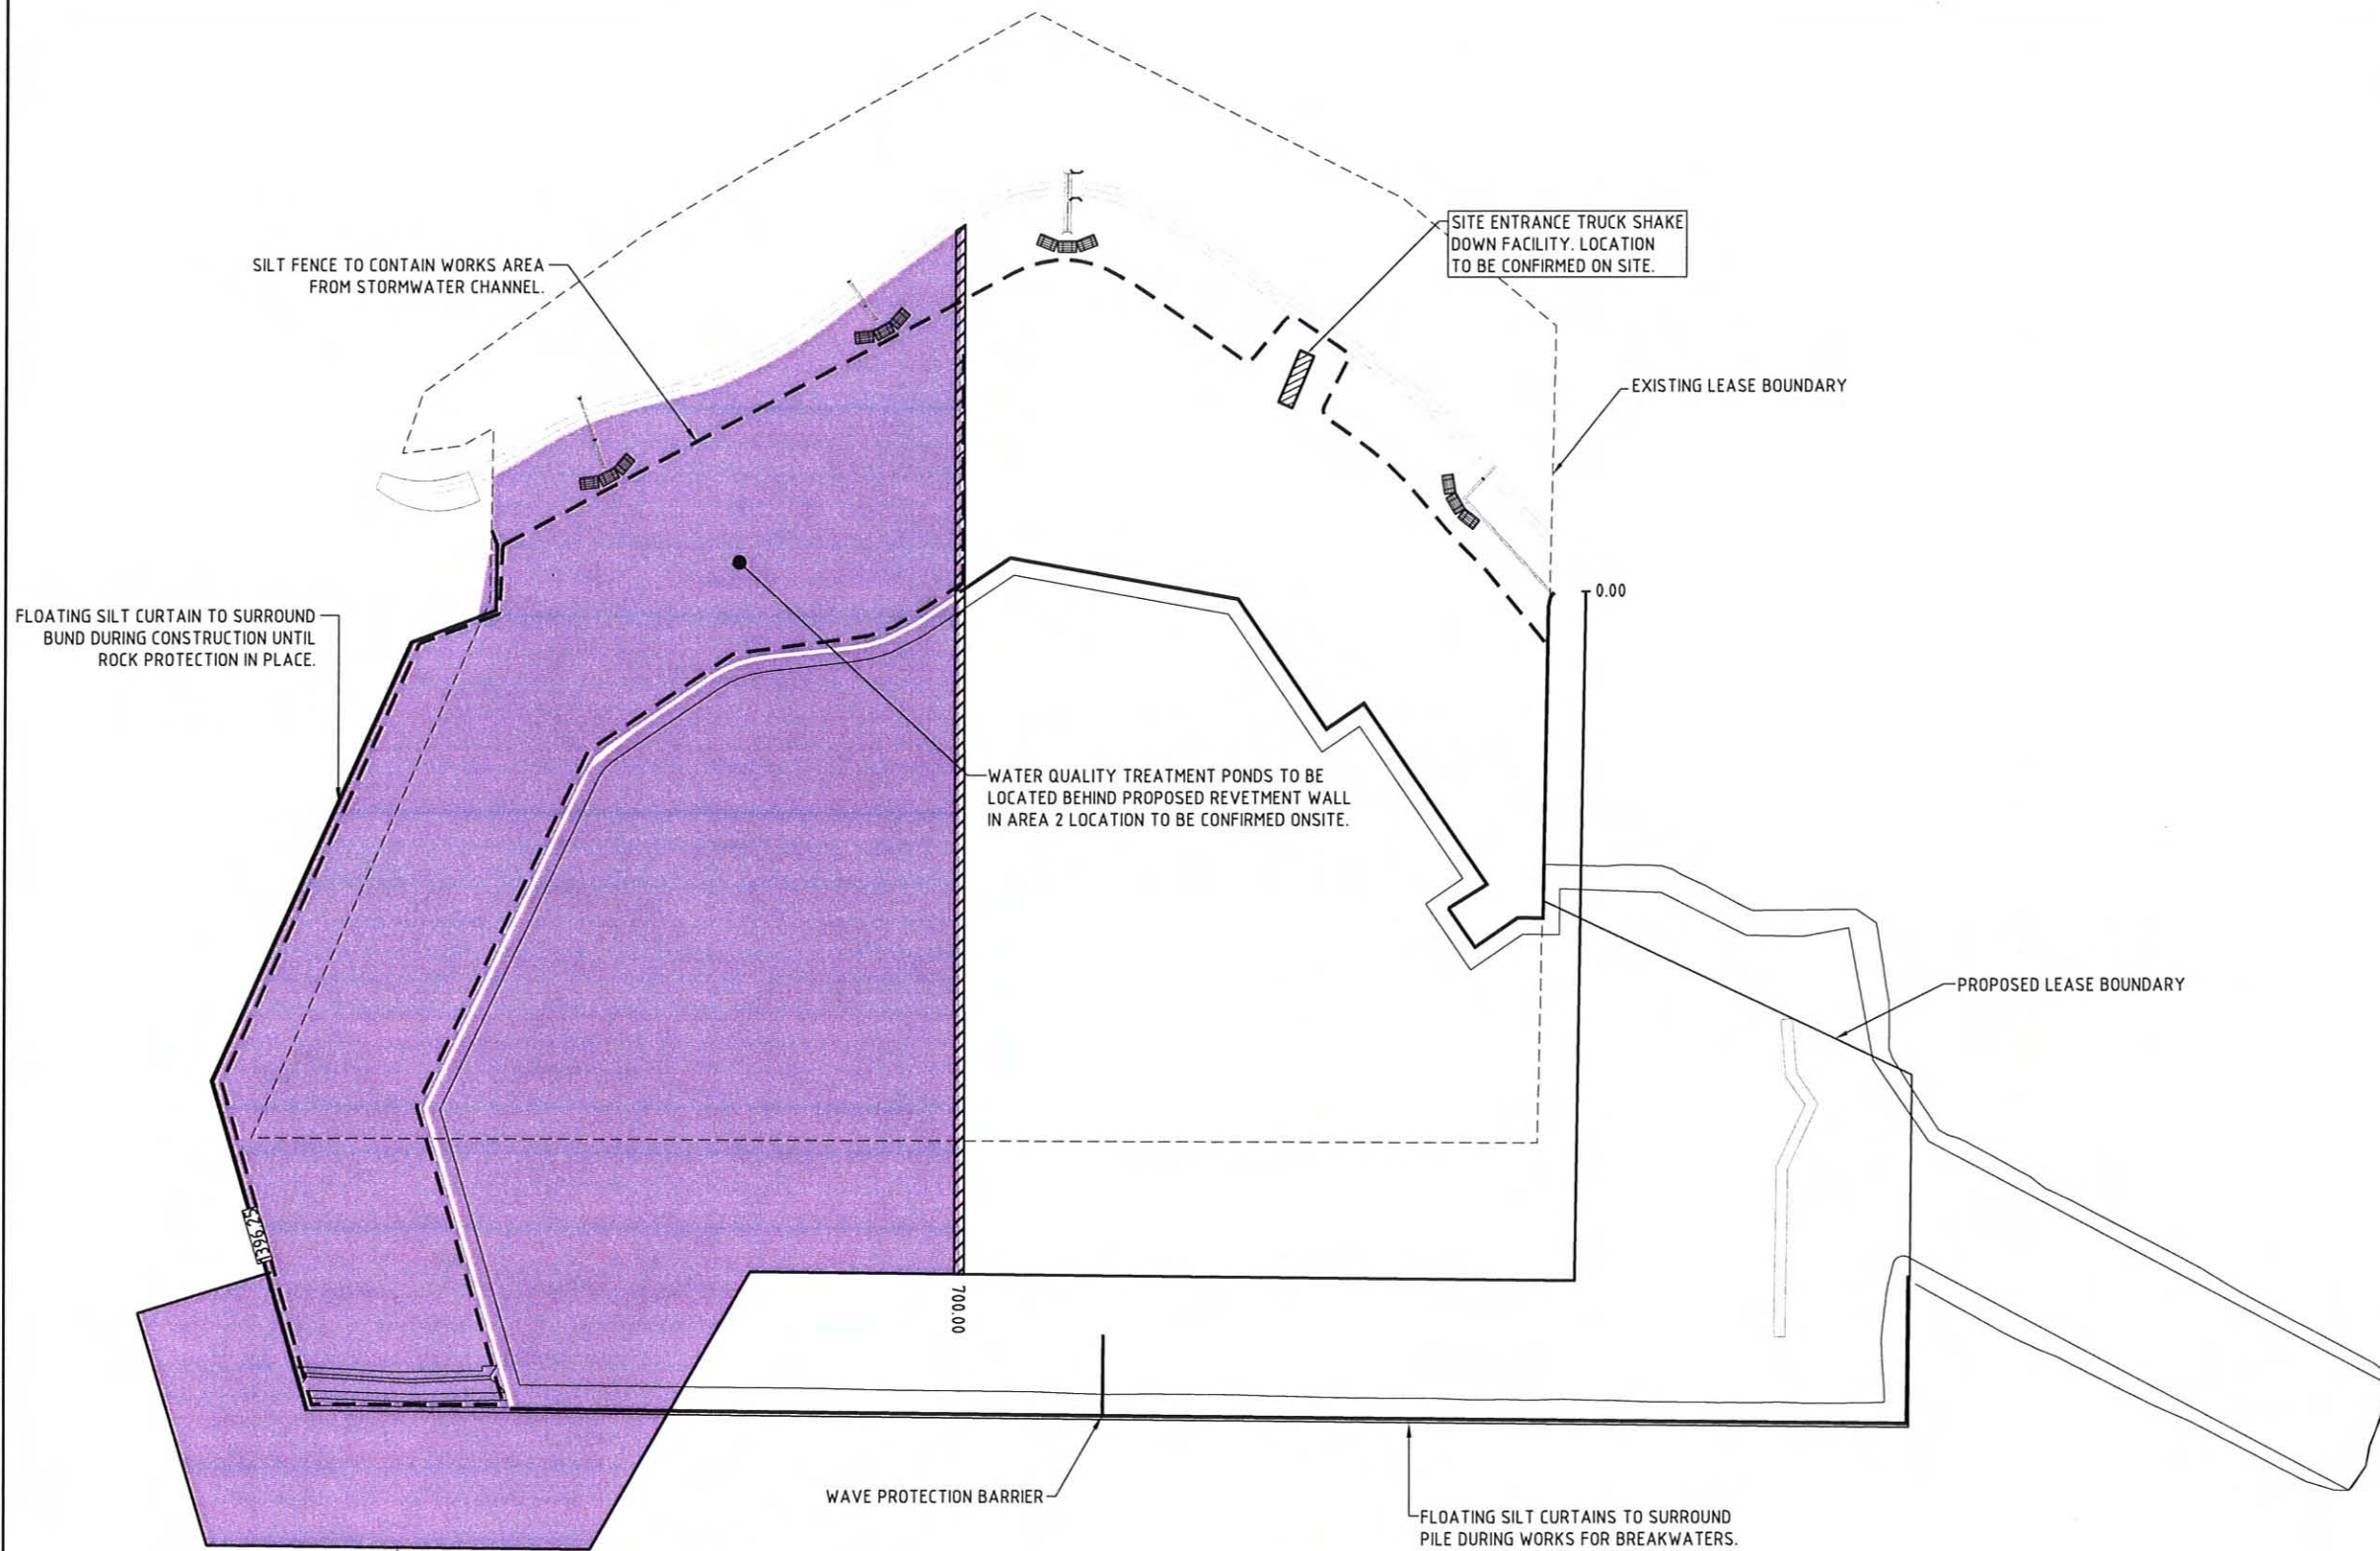 SITE ENTRANCE TRUCK SHAKE
DOWN FACILITY. LOCATION
TO BE CONFIRMED ON SITE.
SILT FENCE TO CONTAIN WORKS AREA
FROM STORMWATER CHANNEL.
EXISTING LEASE BOUNDARY
0.00
FLOATING SILT CURTAIN TO SURROUND
BUND DURING CONSTRUCTION UNTIL
ROCK PROTECTION IN PLACE.
WATER QUALITY TREATMENT PONDS TO BE
LOCATED BEHIND PROPOSED REVETMENT WALL
IN AREA 2 LOCATION TO BE CONFIRMED ONSITE.
PROPOSED LEASE BOUNDARY
1396.25
700.00
WAVE PROTECTION BARRIER
FLOATING SILT CURTAINS TO SURROUND
PILE DURING WORKS FOR BREAKWATERS.